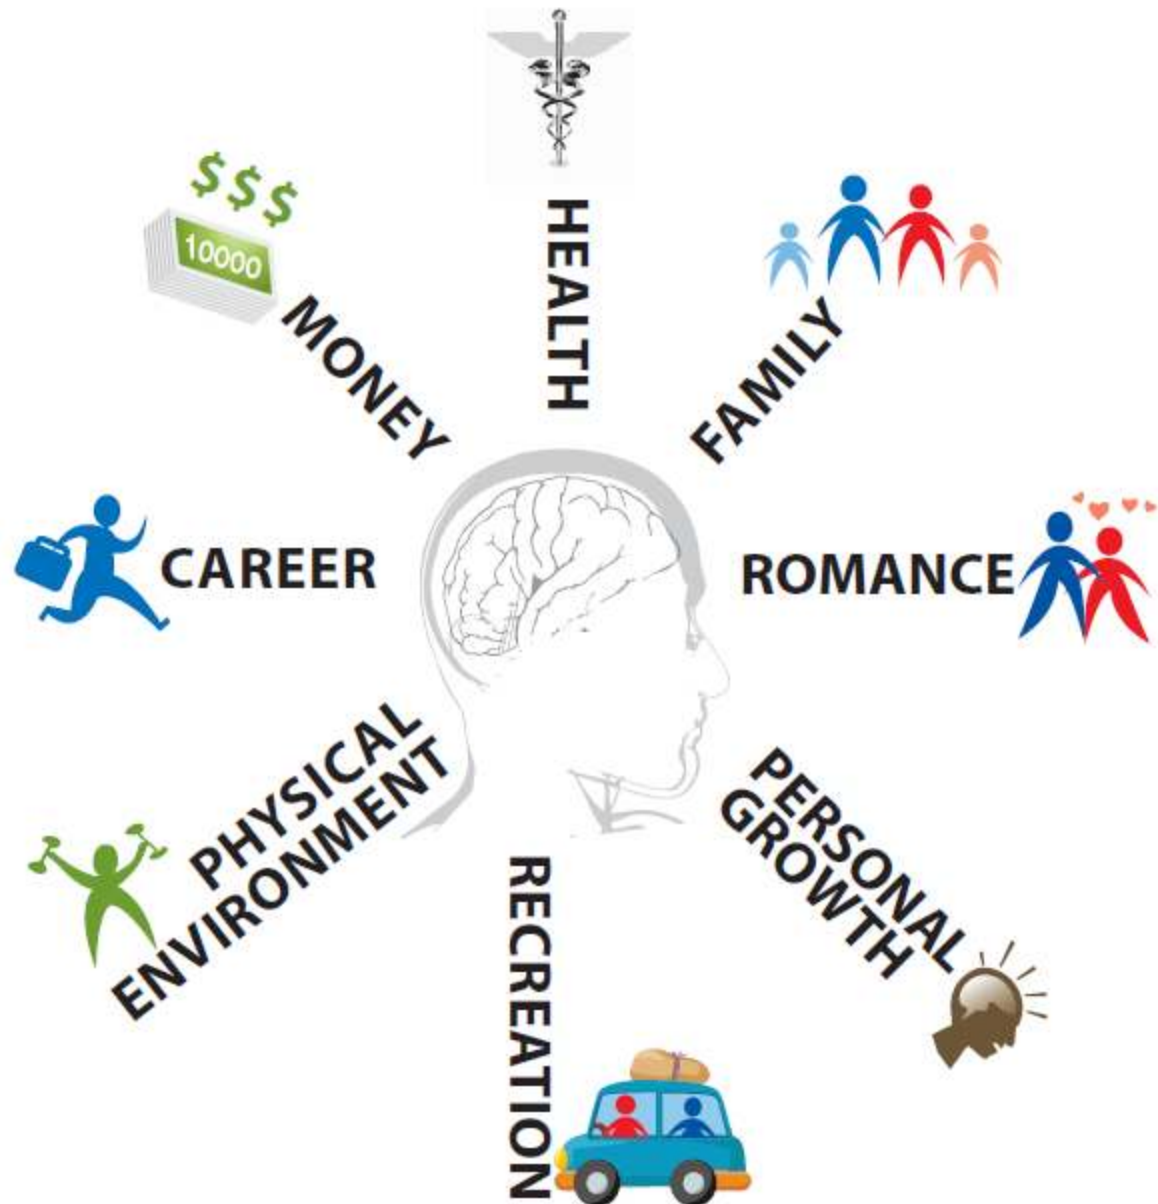 HEALTH
$$$
10000
MONEY
FAMILY
CAREER
ROMANCE
PHYSICAL
ENVIRONMENT
PERSONAL
GROWTH
RECREATION